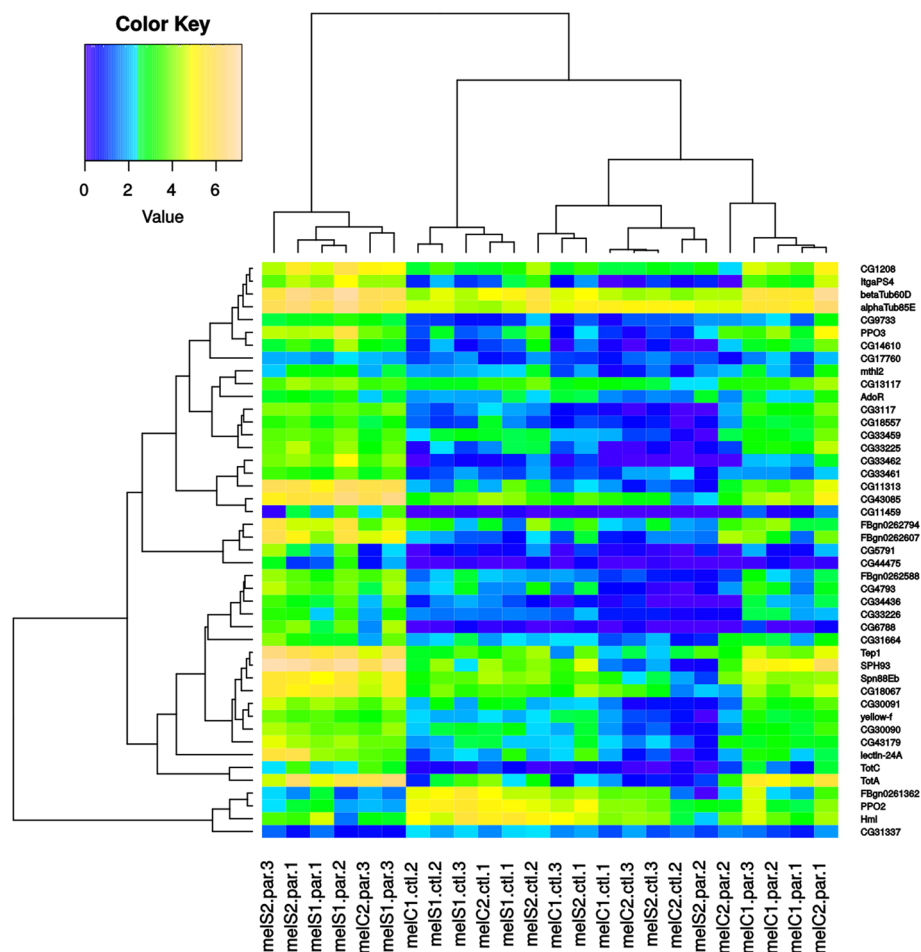 Color Key
0 2 4 6
Value
CG1208
ItgaPS4
betaTub60D
alphaTub85E
CG9733
PPO3
CG14610
CG17760
mthl2
CG13117
AdoR
CG3117
CG18557
CG33459
CG33225
CG33462
CG33461
CG11313
CG43085
CG11459
FBgn0262794
FBgn0262607
CG5791
CG44475
FBgn0262588
CG4793
CG34436
CG33226
CG6788
CG31664
Tep1
SPH93
Spn88Eb
CG18067
CG30091
yellow-f
CG30090
CG43179
lectin-24A
TotC
TotA
FBgn0261362
PPO2
Hml
CG31337
melS2.par.3
melS2.par.1
melS1.par.1
melS1.par.2
melC2.par.3
melS1.par.3
melC1.ctl.2
melS1.ctl.2
melS1.ctl.3
melC2.ctl.1
melS1.ctl.1
melS2.ctl.2
melC1.ctl.3
melS2.ctl.1
melC1.ctl.1
melC2.ctl.3
melS2.ctl.3
melC2.ctl.2
melS2.par.2
melC2.par.2
melC1.par.3
melC1.par.2
melC1.par.1
melC2.par.1